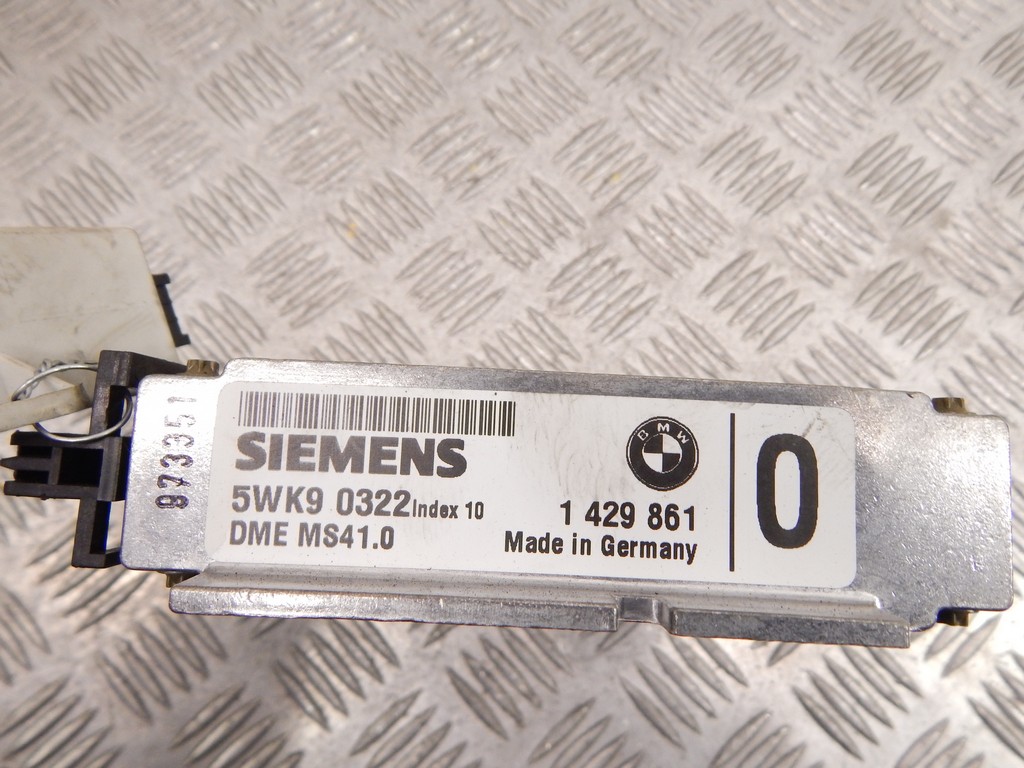 973351
SIEMENS
5WK9 0322 Index 10
DME MS41.0
BMW
1 429 861
Made in Germany
0